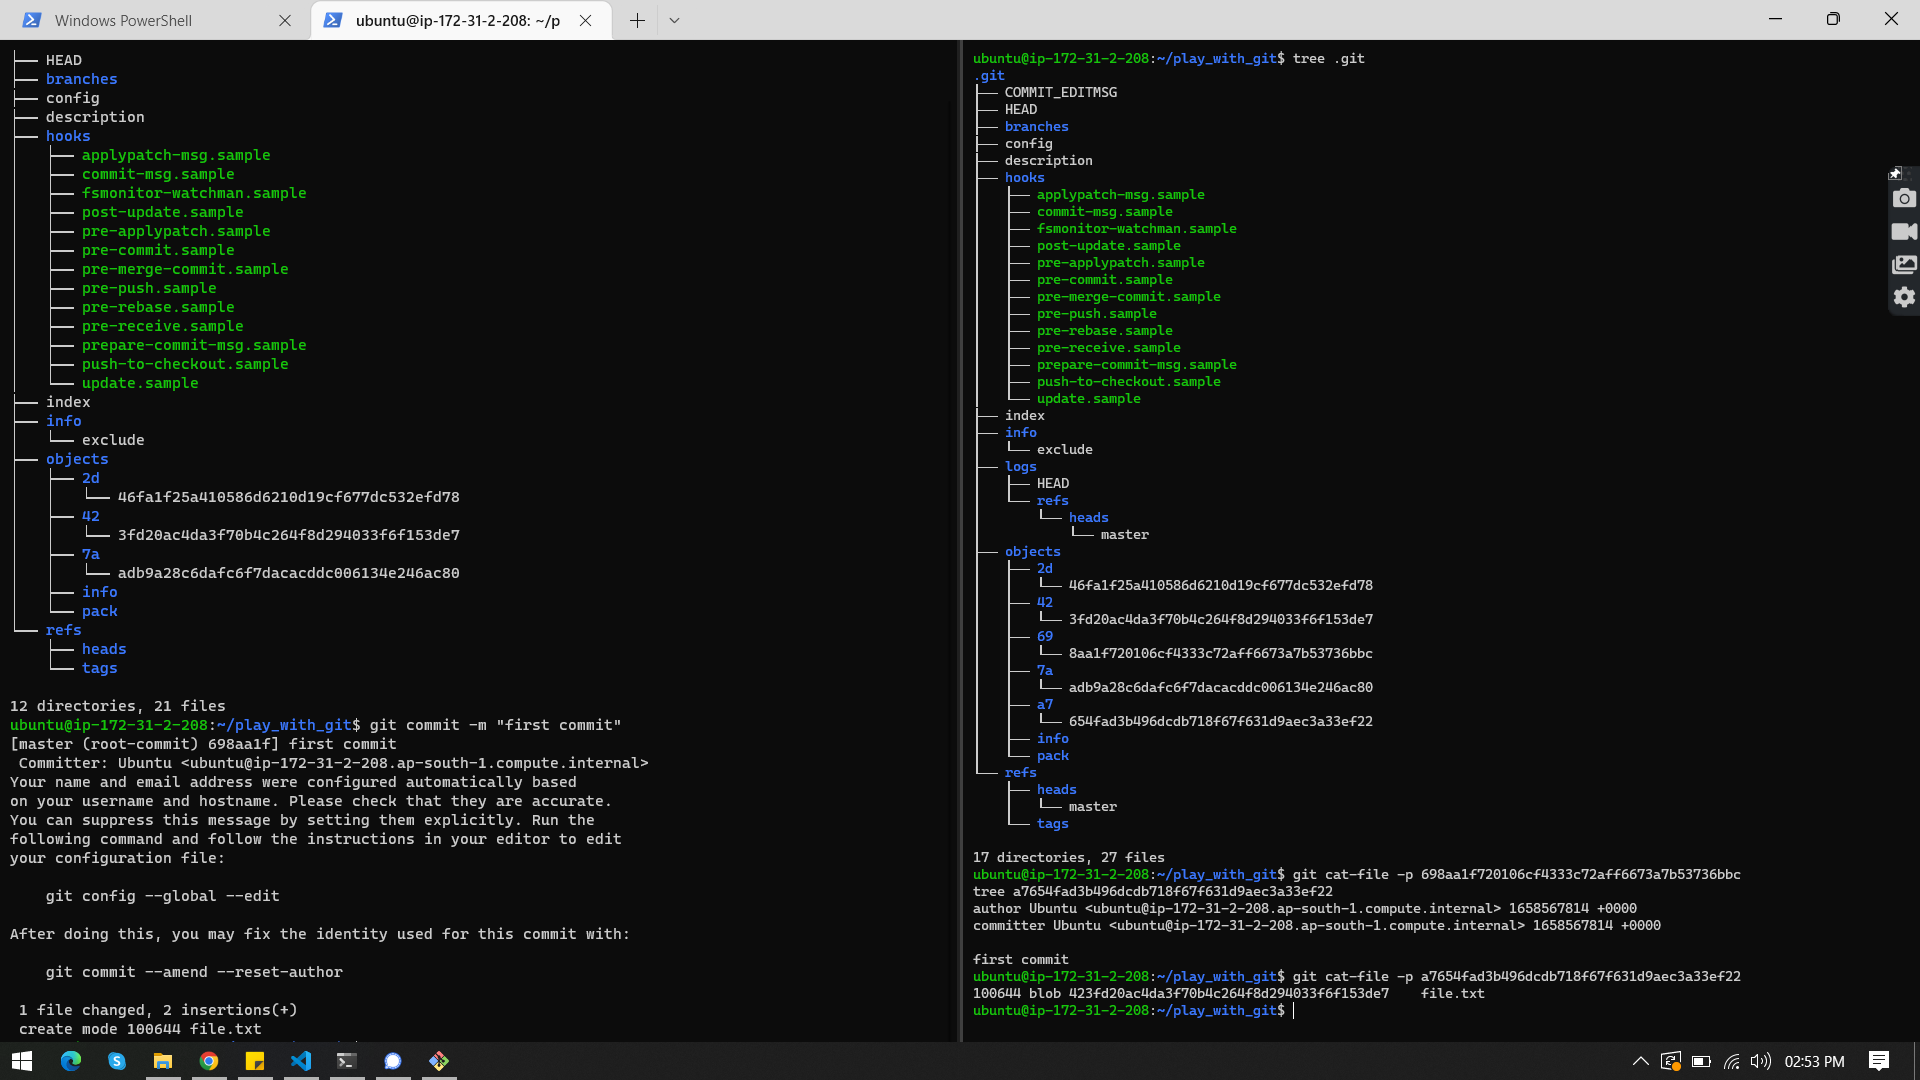 Windows PowerShell
ubuntu@ip-172-31-2-208: ~/p
├── HEAD
├── branches
├── config
├── description
├── hooks
│   ├── applypatch-msg.sample
│   ├── commit-msg.sample
│   ├── fsmonitor-watchman.sample
│   ├── post-update.sample
│   ├── pre-applypatch.sample
│   ├── pre-commit.sample
│   ├── pre-merge-commit.sample
│   ├── pre-push.sample
│   ├── pre-rebase.sample
│   ├── pre-receive.sample
│   ├── prepare-commit-msg.sample
│   ├── push-to-checkout.sample
│   └── update.sample
├── index
├── info
│   └── exclude
├── objects
│   ├── 2d
│   │   └── 46fa1f25a410586d6210d19cf677dc532efd78
│   ├── 42
│   │   └── 3fd20ac4da3f70b4c264f8d294033f6f153de7
│   ├── 7a
│   │   └── adb9a28c6dafc6f7dacacddc006134e246ac80
│   ├── info
│   └── pack
└── refs
    ├── heads
    └── tags
12 directories, 21 files
ubuntu@ip-172-31-2-208:~/play_with_git$ git commit -m "first commit"
[master (root-commit) 698aa1f] first commit
 Committer: Ubuntu <ubuntu@ip-172-31-2-208.ap-south-1.compute.internal>
Your name and email address were configured automatically based
on your username and hostname. Please check that they are accurate.
You can suppress this message by setting them explicitly. Run the
following command and follow the instructions in your editor to edit
your configuration file:
    git config --global --edit
After doing this, you may fix the identity used for this commit with:
    git commit --amend --reset-author
 1 file changed, 2 insertions(+)
 create mode 100644 file.txt
ubuntu@ip-172-31-2-208:~/play_with_git$ tree .git
.git
├── COMMIT_EDITMSG
├── HEAD
├── branches
├── config
├── description
├── hooks
│   ├── applypatch-msg.sample
│   ├── commit-msg.sample
│   ├── fsmonitor-watchman.sample
│   ├── post-update.sample
│   ├── pre-applypatch.sample
│   ├── pre-commit.sample
│   ├── pre-merge-commit.sample
│   ├── pre-push.sample
│   ├── pre-rebase.sample
│   ├── pre-receive.sample
│   ├── prepare-commit-msg.sample
│   ├── push-to-checkout.sample
│   └── update.sample
├── index
├── info
│   └── exclude
├── logs
│   ├── HEAD
│   └── refs
│       └── heads
│           └── master
├── objects
│   ├── 2d
│   │   └── 46fa1f25a410586d6210d19cf677dc532efd78
│   ├── 42
│   │   └── 3fd20ac4da3f70b4c264f8d294033f6f153de7
│   ├── 69
│   │   └── 8aa1f720106cf4333c72aff6673a7b53736bbc
│   ├── 7a
│   │   └── adb9a28c6dafc6f7dacacddc006134e246ac80
│   ├── a7
│   │   └── 654fad3b496dcdb718f67f631d9aec3a33ef22
│   ├── info
│   └── pack
└── refs
    ├── heads
    │   └── master
    └── tags
17 directories, 27 files
ubuntu@ip-172-31-2-208:~/play_with_git$ git cat-file -p 698aa1f720106cf4333c72aff6673a7b53736bbc
tree a7654fad3b496dcdb718f67f631d9aec3a33ef22
author Ubuntu <ubuntu@ip-172-31-2-208.ap-south-1.compute.internal> 1658567814 +0000
committer Ubuntu <ubuntu@ip-172-31-2-208.ap-south-1.compute.internal> 1658567814 +0000
first commit
ubuntu@ip-172-31-2-208:~/play_with_git$ git cat-file -p a7654fad3b496dcdb718f67f631d9aec3a33ef22
100644 blob 423fd20ac4da3f70b4c264f8d294033f6f153de7    file.txt
ubuntu@ip-172-31-2-208:~/play_with_git$
02:53 PM